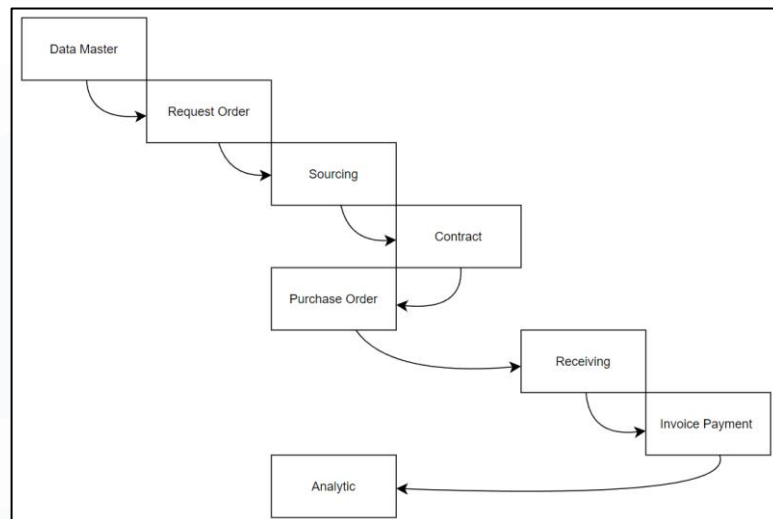 Data Master
Request Order
Sourcing
Contract
Purchase Order
Receiving
Invoice Payment
Analytic